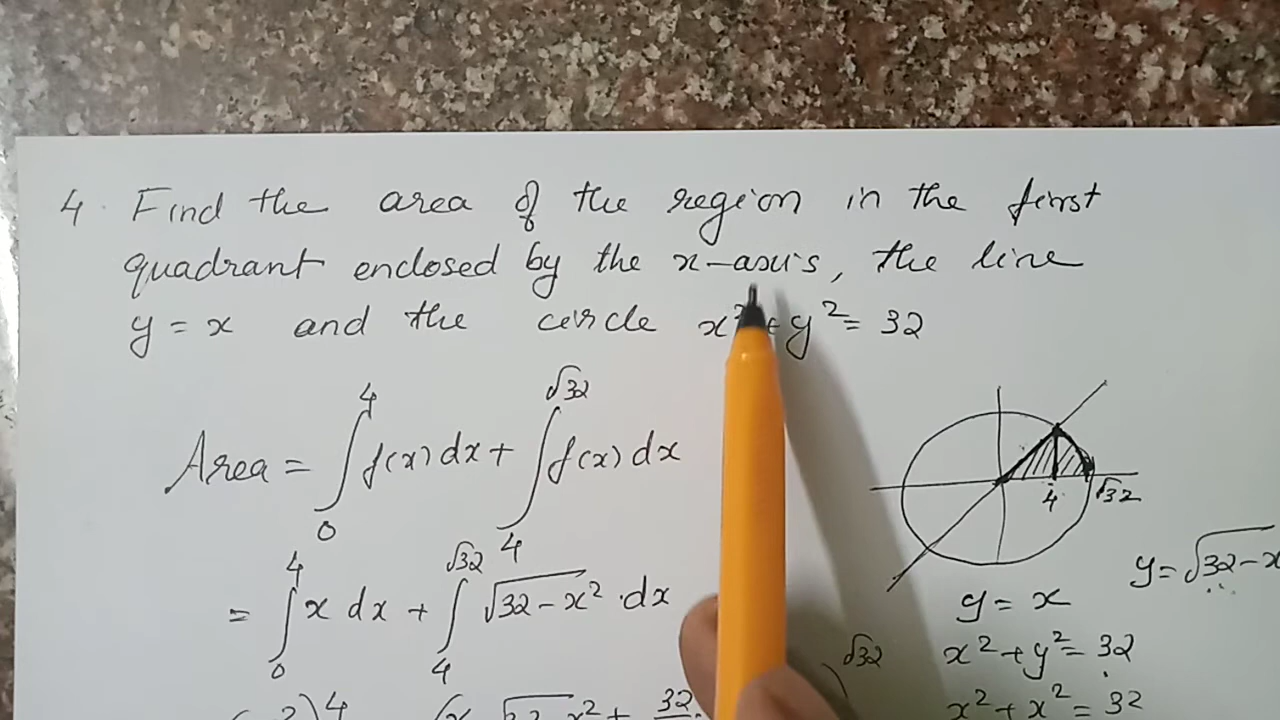 4. Find the area of the region in the first
quadrant enclosed by the x-axis, the line
y = x and the circle x²+y² = 32
Area = ∫₀⁴ f(x) dx + ∫₄^√32 f(x) dx
= ∫₀⁴ x dx + ∫₄^√32 √32-x² · dx
4
√32
y = √32-x
y = x
x²+y² = 32
x²+x² = 32
√32